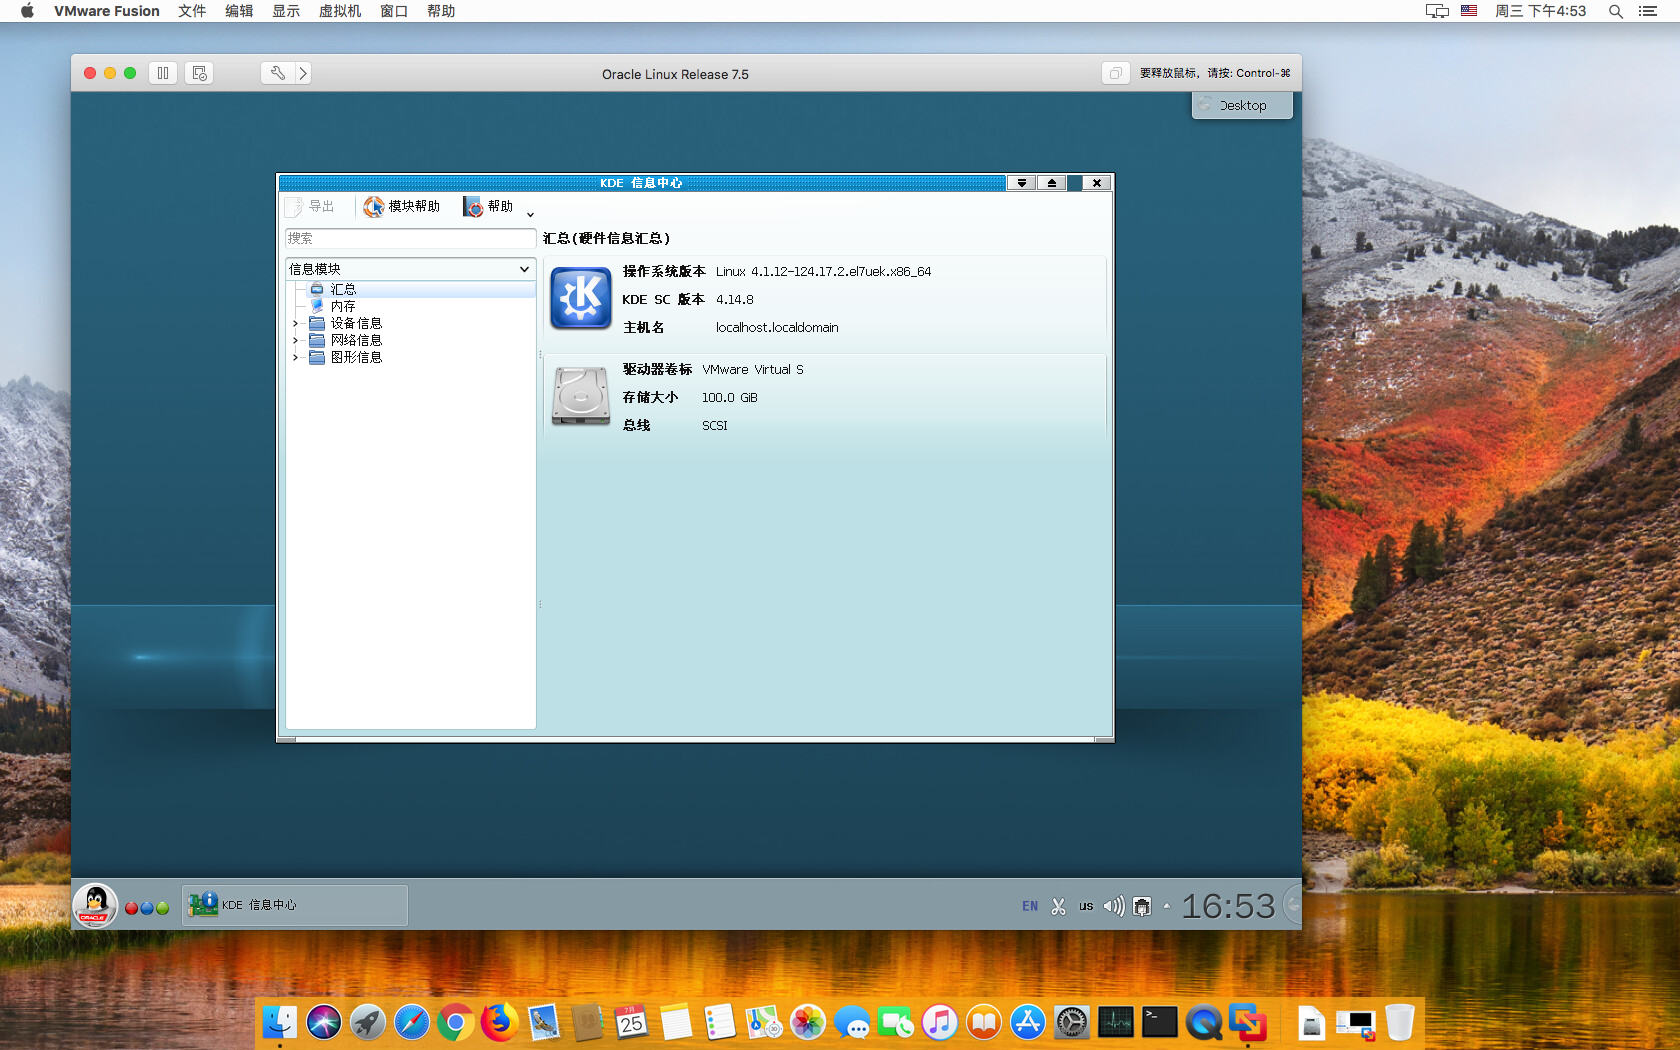 VMware Fusion 文件 编辑 显示 虚拟机 窗口 帮助 周三 下午4:53
Oracle Linux Release 7.5 要释放鼠标，请按: Control-⌘
Desktop
KDE 信息中心
导出 模块帮助 帮助
搜索
汇总(硬件信息汇总)
信息模块
汇总
内存
设备信息
网络信息
图形信息
操作系统版本 Linux 4.1.12-124.17.2.el7uek.x86_64
KDE SC 版本 4.14.8
主机名 localhost.localdomain
驱动器卷标 VMware Virtual S
存储大小 100.0 GiB
总线 SCSI
ORACLE KDE 信息中心 EN us 16:53
7月
25